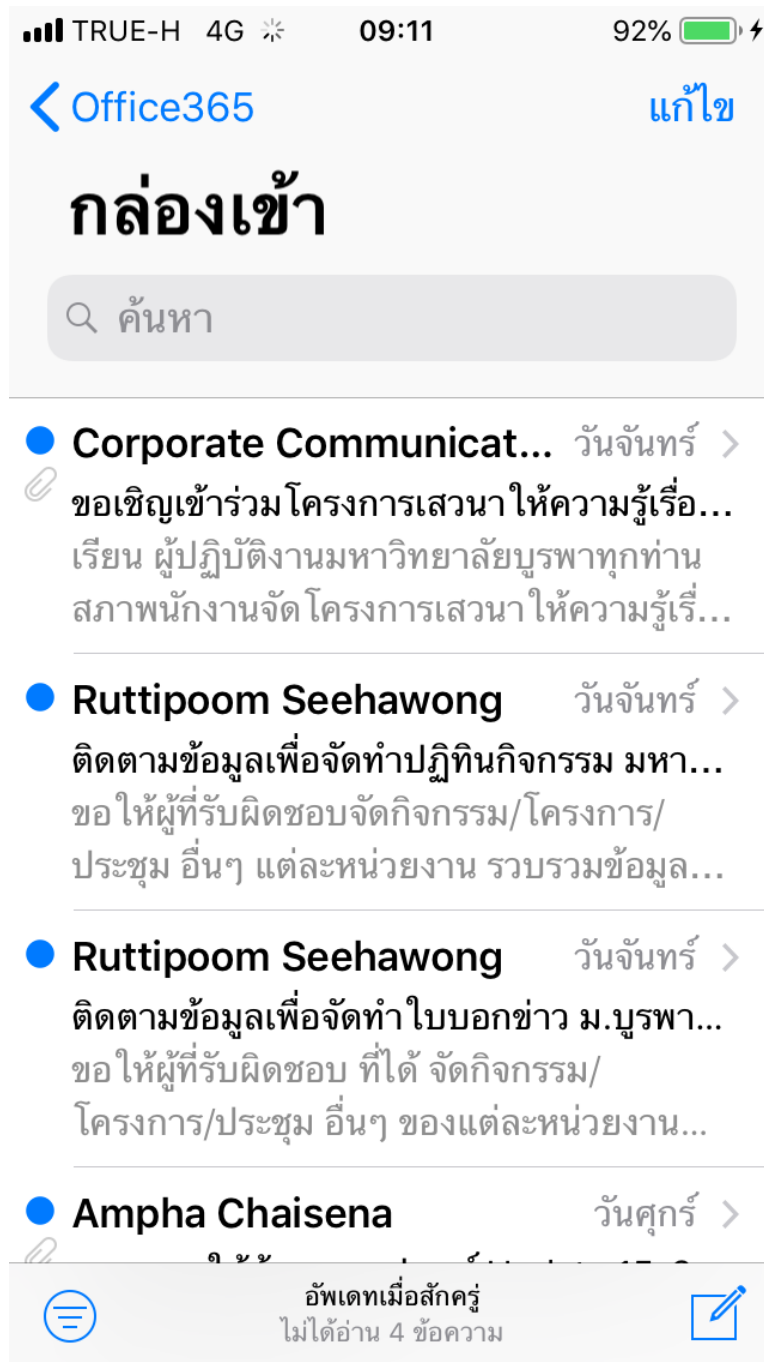 TRUE-H 4G 09:11 92%
Office365 แก้ไข
กล่องเข้า
ค้นหา
Corporate Communicat... วันจันทร์
ขอเชิญเข้าร่วมโครงการเสวนาให้ความรู้เรื่อ...
เรียน ผู้ปฏิบัติงานมหาวิทยาลัยบูรพาทุกท่าน
สภาพนักงานจัดโครงการเสวนาให้ความรู้เรื่...
Ruttipoom Seehawong วันจันทร์
ติดตามข้อมูลเพื่อจัดทำปฏิทินกิจกรรม มหา...
ขอให้ผู้ที่รับผิดชอบจัดกิจกรรม/โครงการ/
ประชุม อื่นๆ แต่ละหน่วยงาน รวบรวมข้อมูล...
Ruttipoom Seehawong วันจันทร์
ติดตามข้อมูลเพื่อจัดทำใบบอกข่าว ม.บูรพา...
ขอให้ผู้ที่รับผิดชอบ ที่ได้ จัดกิจกรรม/
โครงการ/ประชุม อื่นๆ ของแต่ละหน่วยงาน...
Ampha Chaisena วันศุกร์
อัพเดทเมื่อสักครู่
ไม่ได้อ่าน 4 ข้อความ